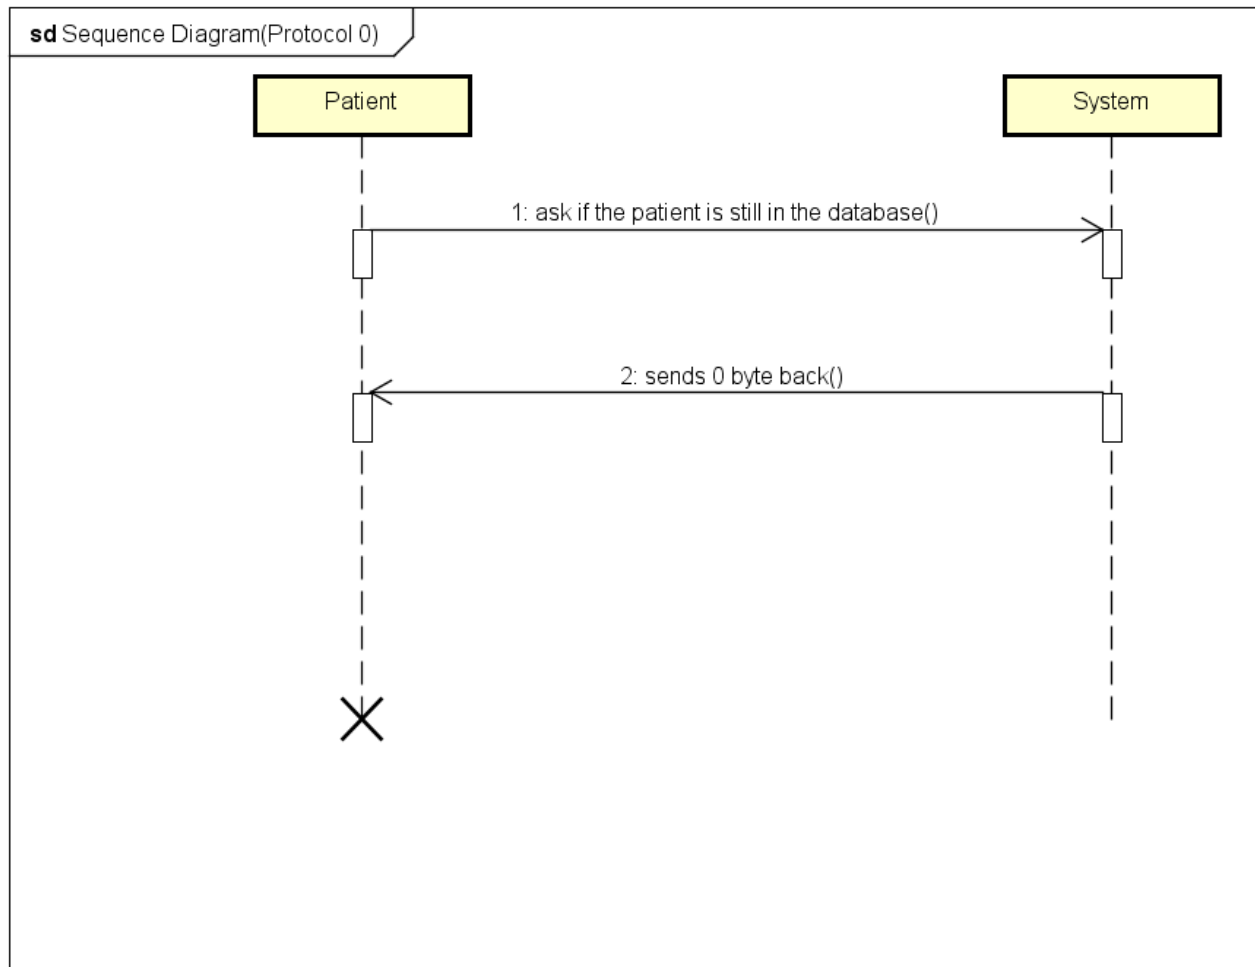 sd Sequence Diagram(Protocol 0)
Patient
System
1: ask if the patient is still in the database()
2: sends 0 byte back()